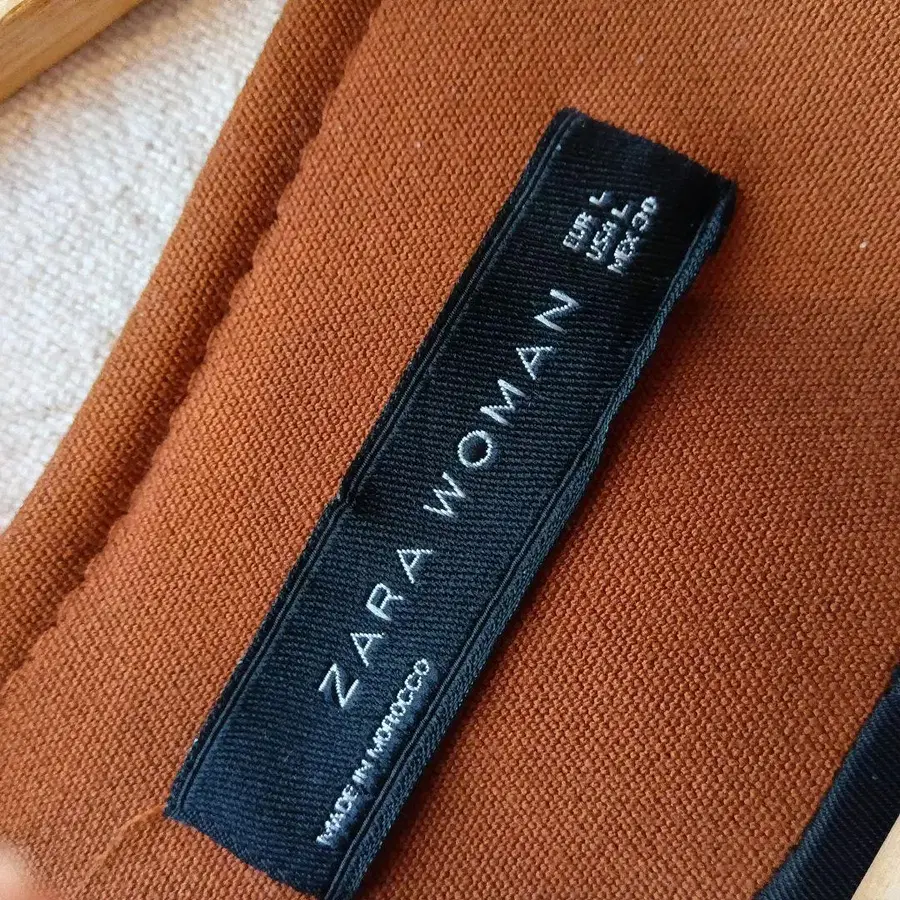 EUR L
USA L
MEX 30
ZARA WOMAN
MADE IN MOROCCO